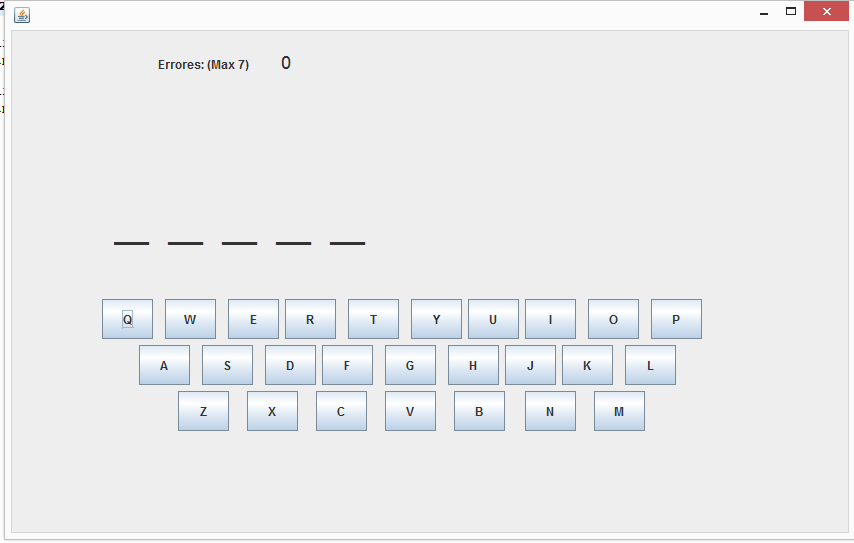 Errores: (Max 7) 0
_ _ _ _ _
Q W E R T Y U I O P
A S D F G H J K L
Z X C V B N M